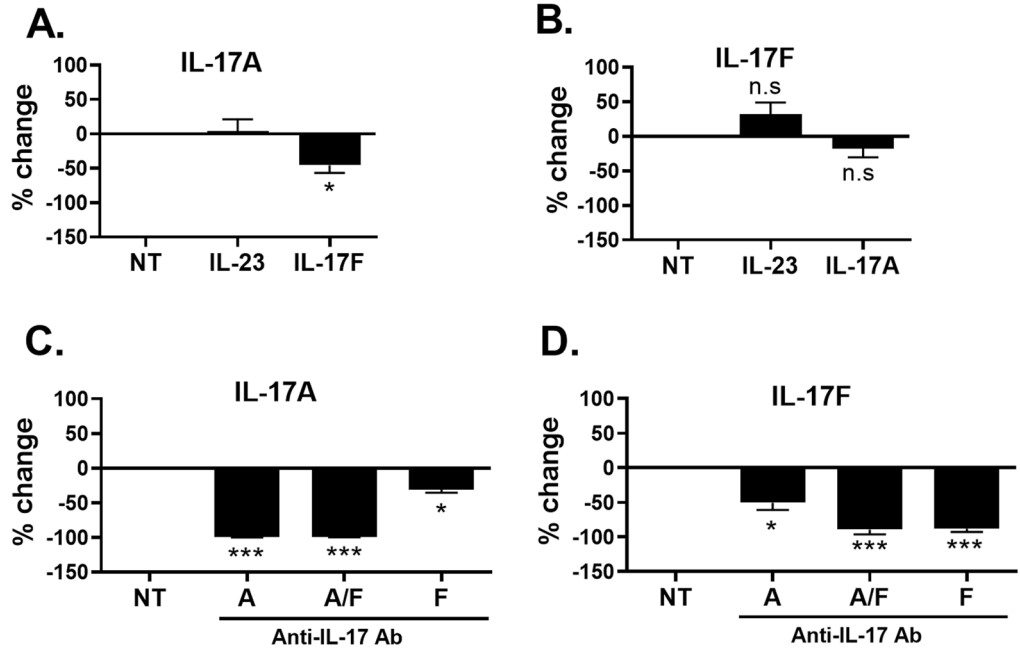 A.
IL-17A
% change
100
50
0
-50
-100
-150
*
NT IL-23 IL-17F
B.
IL-17F
% change
100
50
0
-50
-100
-150
n.s
n.s
NT IL-23 IL-17A
C.
IL-17A
% change
100
50
0
-50
-100
-150
*** *** *
NT A A/F F
Anti-IL-17 Ab
D.
IL-17F
% change
100
50
0
-50
-100
-150
* *** ***
NT A A/F F
Anti-IL-17 Ab